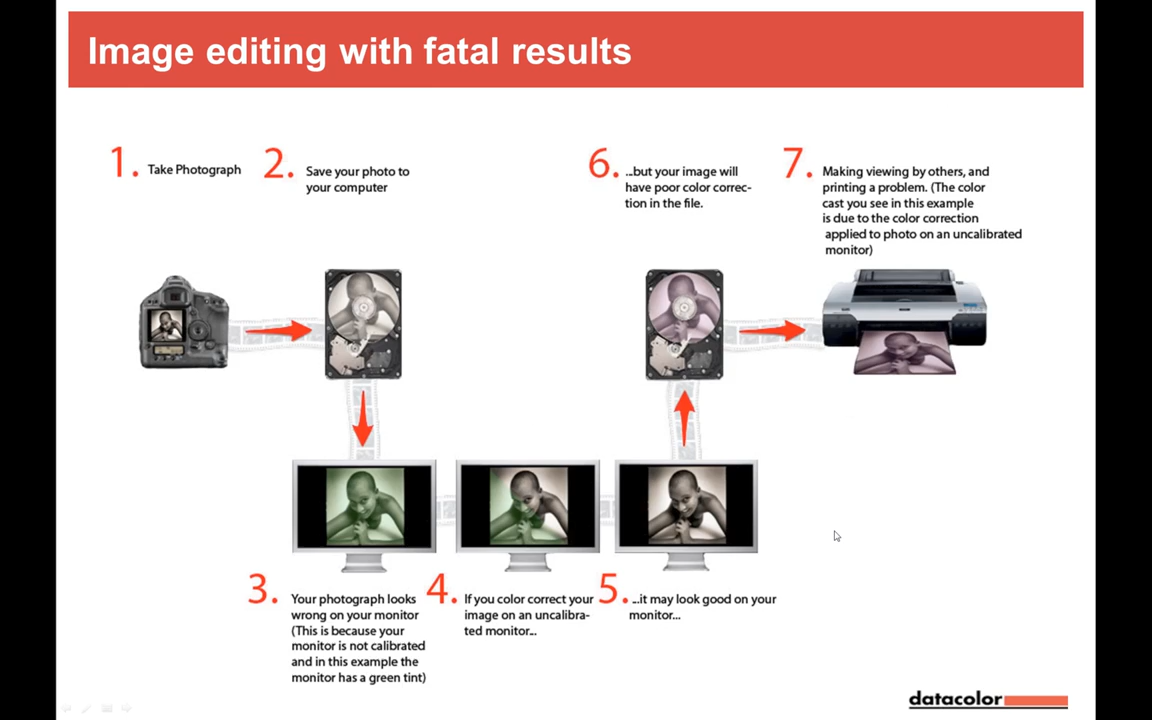 Image editing with fatal results
1. Take Photograph
2. Save your photo to
your computer
6. ...but your image will
have poor color correc-
tion in the file.
7. Making viewing by others, and
printing a problem. (The color
cast you see in this example
is due to the color correction
applied to photo on an uncalibrated
monitor)
3. Your photograph looks
wrong on your monitor
(This is because your
monitor is not calibrated
and in this example the
monitor has a green tint)
4. If you color correct your
image on an uncalibra-
ted monitor...
5. ...it may look good on your
monitor...
datacolor